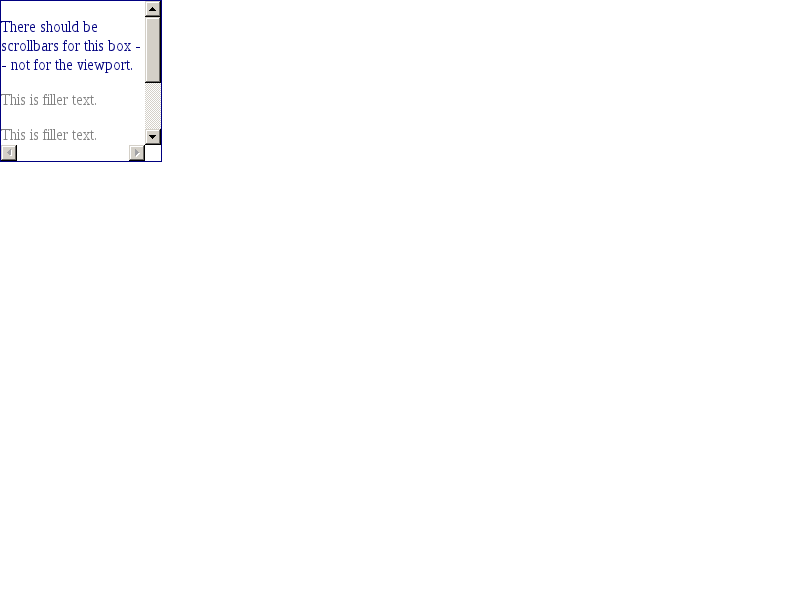 There should be
scrollbars for this box -
- not for the viewport.
This is filler text.
This is filler text.